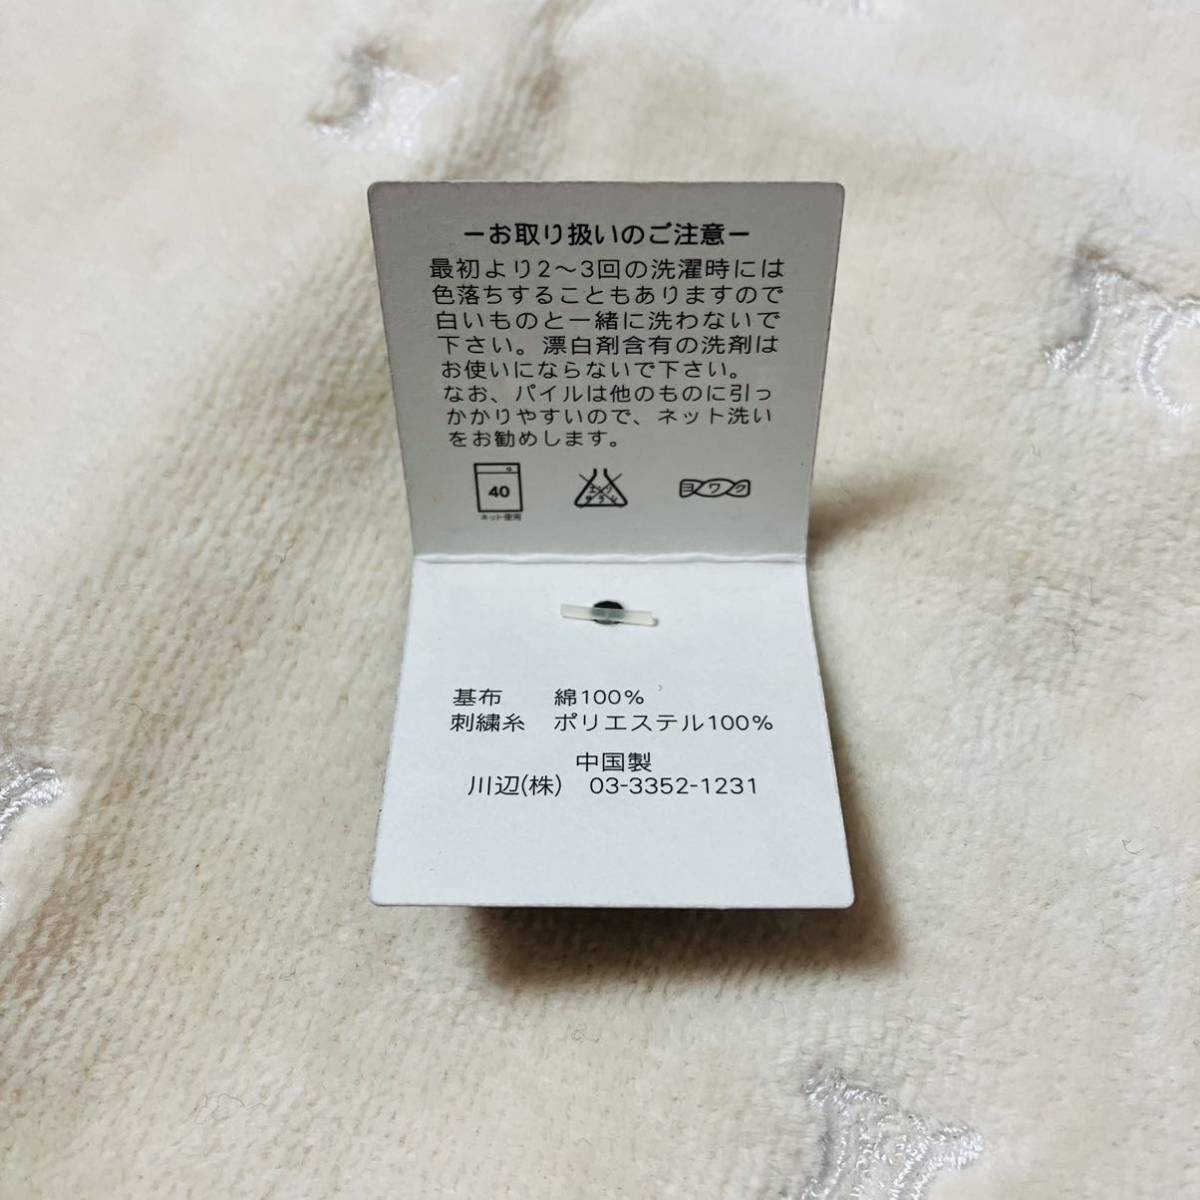 ーお取り扱いのご注意ー
最初より2～3回の洗濯時には
色落ちすることもありますので
白いものと一緒に洗わないで
下さい。漂白剤含有の洗剤は
お使いにならないで下さい。
なお、パイルは他のものに引っ
かかりやすいので、ネット洗い
をお勧めします。
40
ネット使用
エンソ
サラシ
ヨワク
基布 綿100%
刺繍糸 ポリエステル100%
中国製
川辺(株) 03-3352-1231